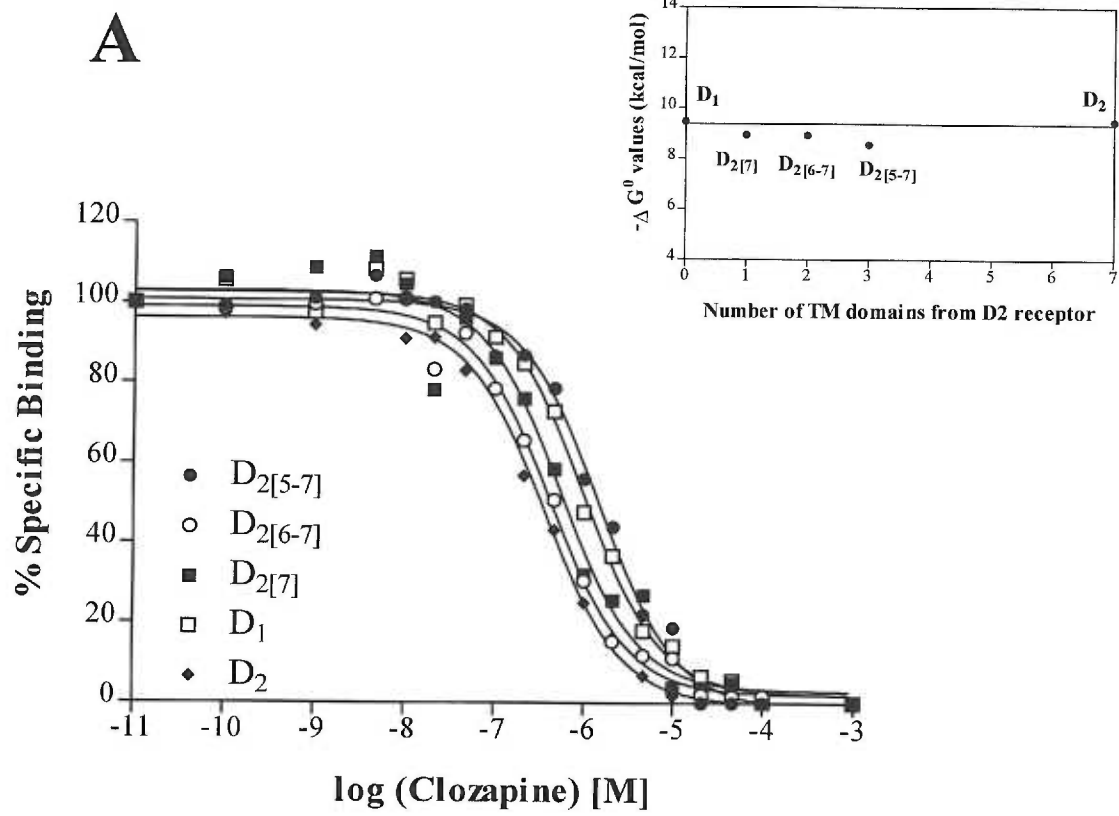 A
-Δ G⁰ values (kcal/mol)
14
12
10
8
6
4
D₁
D₂
D₂[7]
D₂[6-7]
D₂[5-7]
0 1 2 3 4 5 6 7
Number of TM domains from D2 receptor
% Specific Binding
120
100
80
60
40
20
0
D₂[5-7]
D₂[6-7]
D₂[7]
D₁
D₂
-11 -10 -9 -8 -7 -6 -5 -4 -3
log (Clozapine) [M]